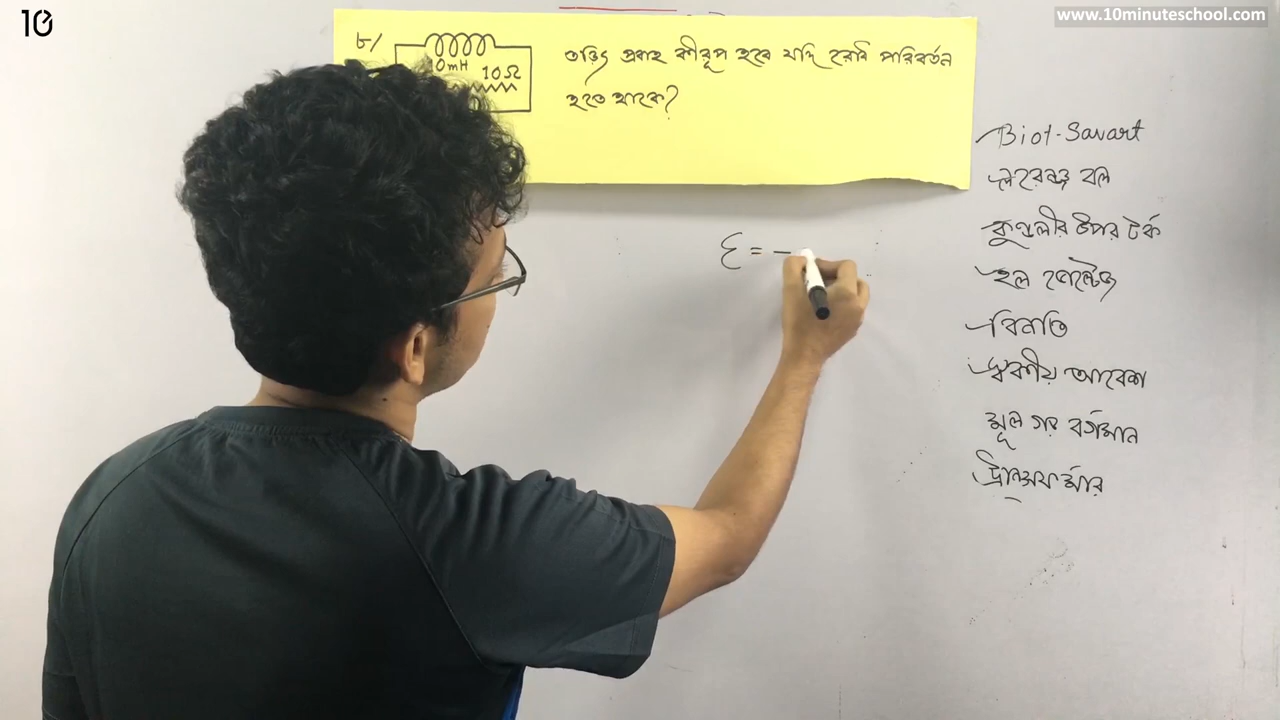 10
www.10minuteschool.com
৮/
10mH
10Ω
তড়িৎ প্রবাহ কীরূপ হবে যদি রোধ পরিবর্তন
হতে থাকে?
Biot-Savart
লরেঞ্জ বল
কুণ্ডলীর উপর টর্ক
হল ভোল্টেজ
বিনতি
স্বকীয় আবেশ
মূল গড় বর্গমান
ট্রান্সফর্মার
ξ = -